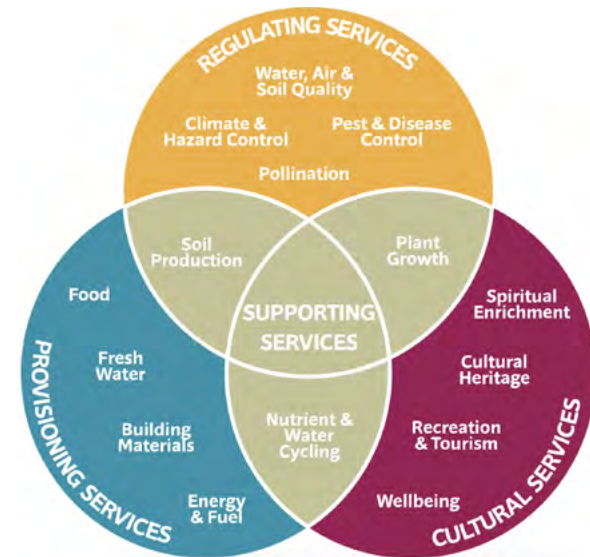 REGULATING SERVICES
Water, Air &
Soil Quality
Climate &
Hazard Control
Pest & Disease
Control
Pollination
Soil
Production
Plant
Growth
SUPPORTING
SERVICES
Nutrient &
Water
Cycling
PROVISIONING SERVICES
Food
Fresh
Water
Building
Materials
Energy
& Fuel
CULTURAL SERVICES
Spiritual
Enrichment
Cultural
Heritage
Recreation
& Tourism
Wellbeing